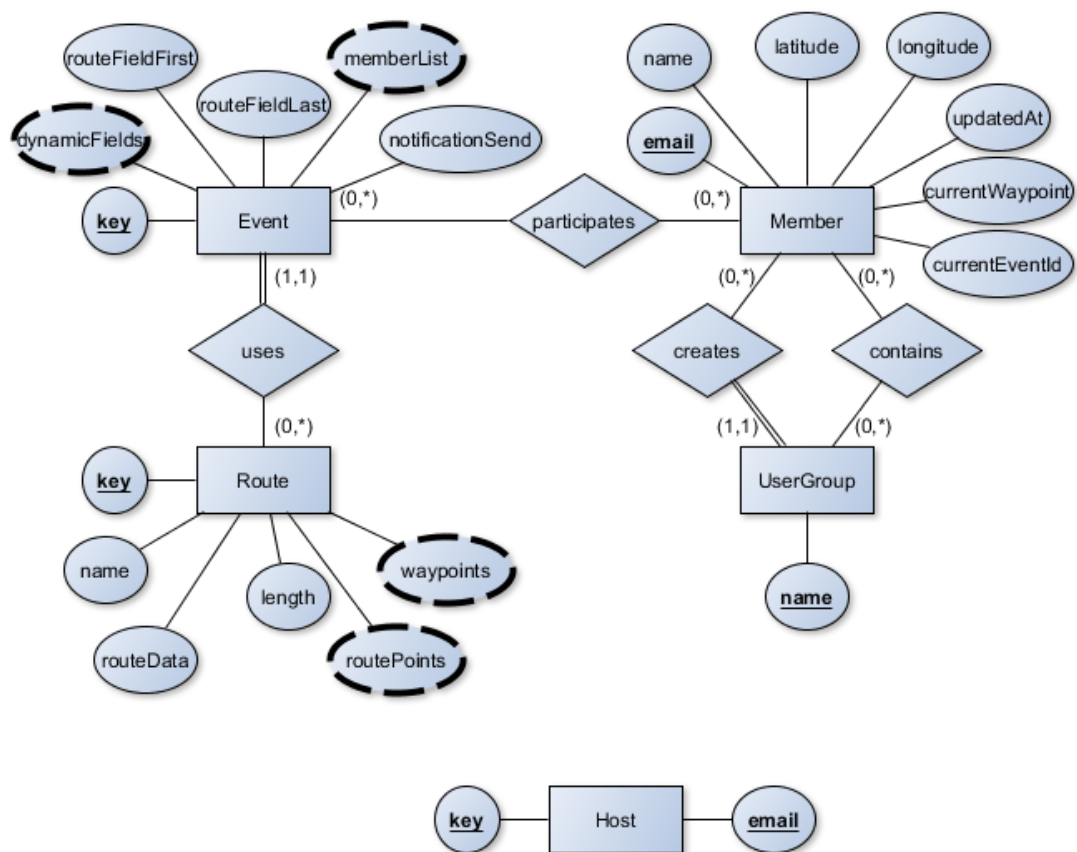 routeFieldFirst
memberList
name
latitude
longitude
routeFieldLast
dynamicFields
notificationSend
email
updatedAt
key
Event
(0,*)
participates
(0,*)
Member
currentWaypoint
currentEventId
(1,1)
(0,*)
(0,*)
uses
creates
contains
(0,*)
(1,1)
(0,*)
key
Route
UserGroup
name
length
waypoints
name
routeData
routePoints
key
Host
email